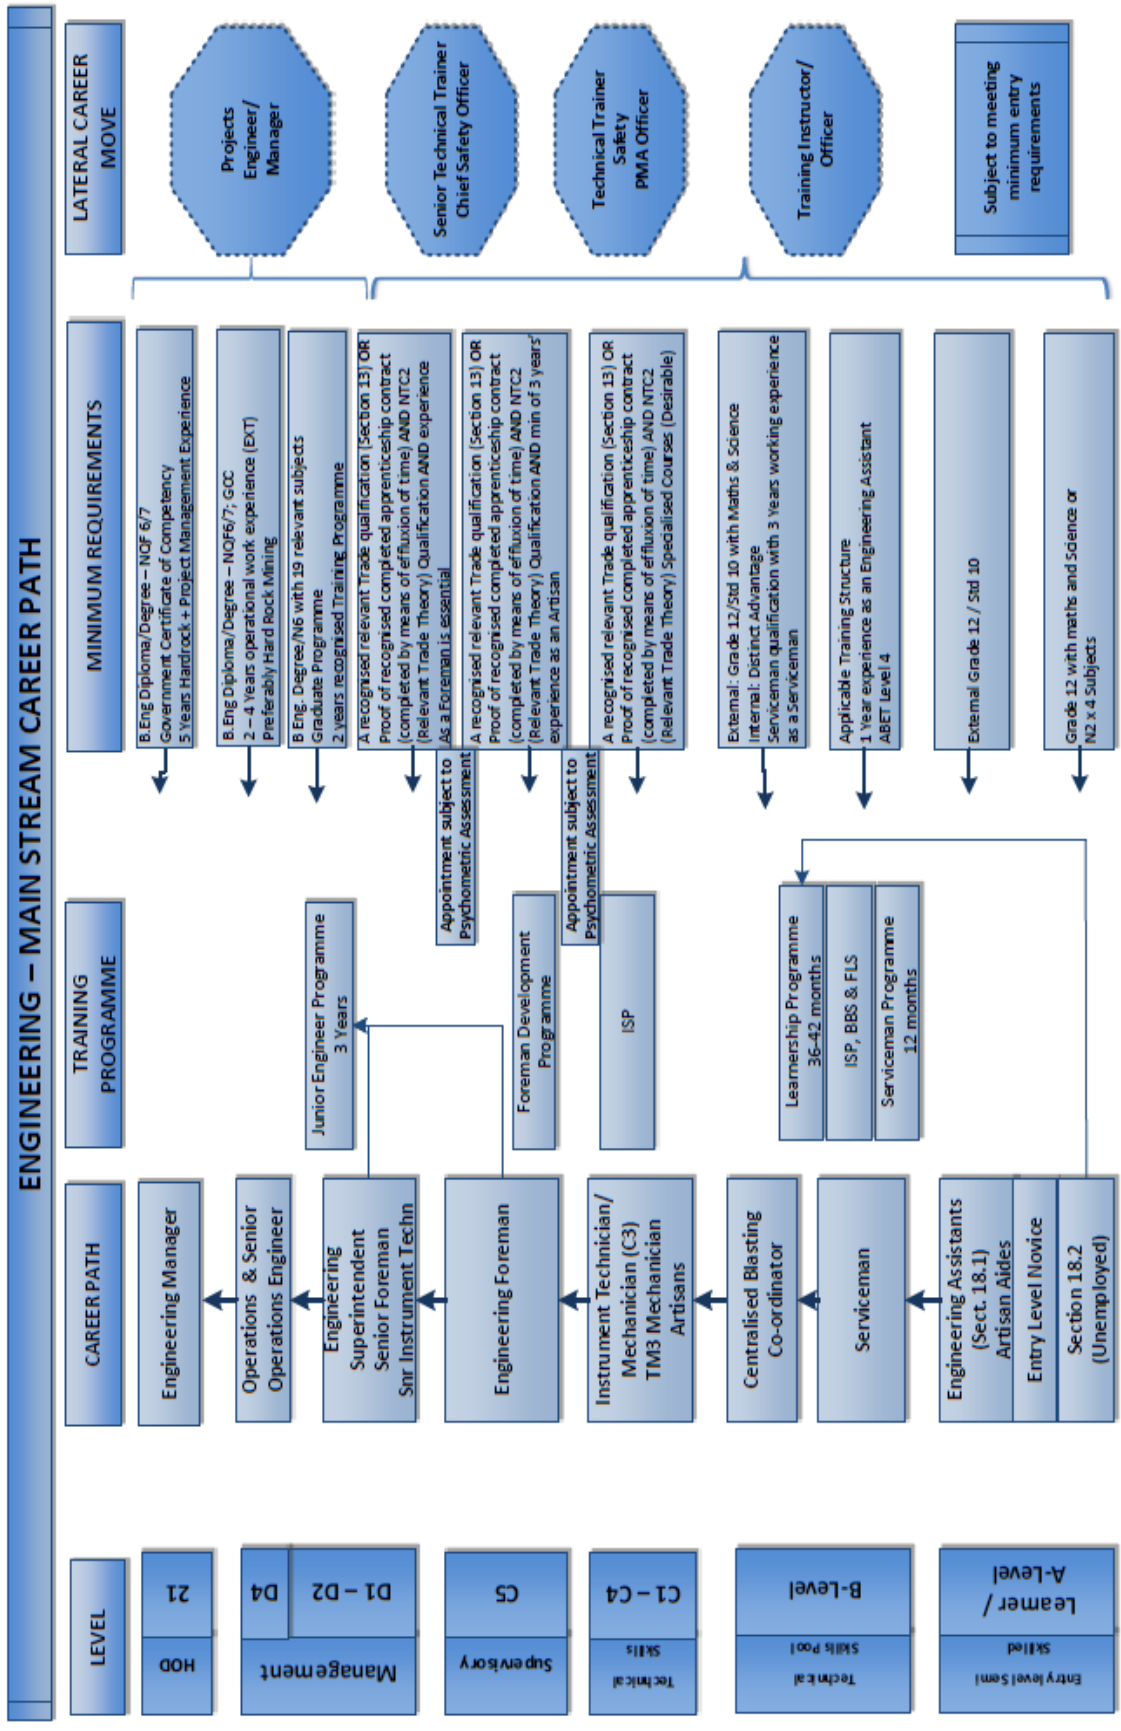 ENGINEERING – MAIN STREAM CAREER PATH
LEVEL
CAREER PATH
TRAINING
PROGRAMME
MINIMUM REQUIREMENTS
LATERAL CAREER
MOVE
HOD
21
Engineering Manager
B.Eng Diploma/Degree – NQF 6/7
Government Certificate of Competency
5 Years Hardrock + Project Management Experience
Projects
Engineer/
Manager
Management
D4
Operations & Senior
Operations Engineer
B.Eng Diploma/Degree – NQF6/7; GCC
2 – 4 Years operational work experience (EXT)
Preferably Hard Rock Mining
D1 – D2
Engineering
Superintendent
Senior Foreman
Snr Instrument Techn
Junior Engineer Programme
3 Years
B Eng. Degree/N6 with 19 relevant subjects
Graduate Programme
2 years recognised Training Programme
A recognised relevant Trade qualification (Section 13) OR
Proof of recognised completed apprenticeship contract
(completed by means of effluxion of time) AND NTC2
(Relevant Trade Theory) Qualification AND experience
As a Foreman is essential
Senior Technical Trainer
Chief Safety Officer
Appointment subject to
Psychometric Assessment
Supervisory
C5
Engineering Foreman
Foreman Development
Programme
A recognised relevant Trade qualification (Section 13) OR
Proof of recognised completed apprenticeship contract
(completed by means of effluxion of time) AND NTC2
(Relevant Trade Theory) Qualification AND min of 3 years'
experience as an Artisan
Technical Trainer
Safety
PMA Officer
Appointment subject to
Psychometric Assessment
Technical
Skills
C1 – C4
Instrument Technician/
Mechanician (C3)
TM3 Mechanician
Artisans
ISP
A recognised relevant Trade qualification (Section 13) OR
Proof of recognised completed apprenticeship contract
(completed by means of effluxion of time) AND NTC2
(Relevant Trade Theory) Specialised Courses (Desirable)
Technical
Skills Pool
B-Level
Centralised Blasting
Co-ordinator
External: Grade 12/Std 10 with Maths & Science
Internal: Distinct Advantage
Serviceman qualification with 3 Years working experience
as a Serviceman
Training Instructor/
Officer
Serviceman
Learnership Programme
36-42 months
ISP, BBS & FLS
Serviceman Programme
12 months
Applicable Training Structure
1 Year experience as an Engineering Assistant
ABET Level 4
Entry level Semi
Skilled
Learner /
A-Level
Engineering Assistants
(Sect. 18.1)
Artisan Aides
Entry Level Novice
Section 18.2
(Unemployed)
External Grade 12 / Std 10
Grade 12 with maths and Science or
N2 x 4 Subjects
Subject to meeting
minimum entry
requirements